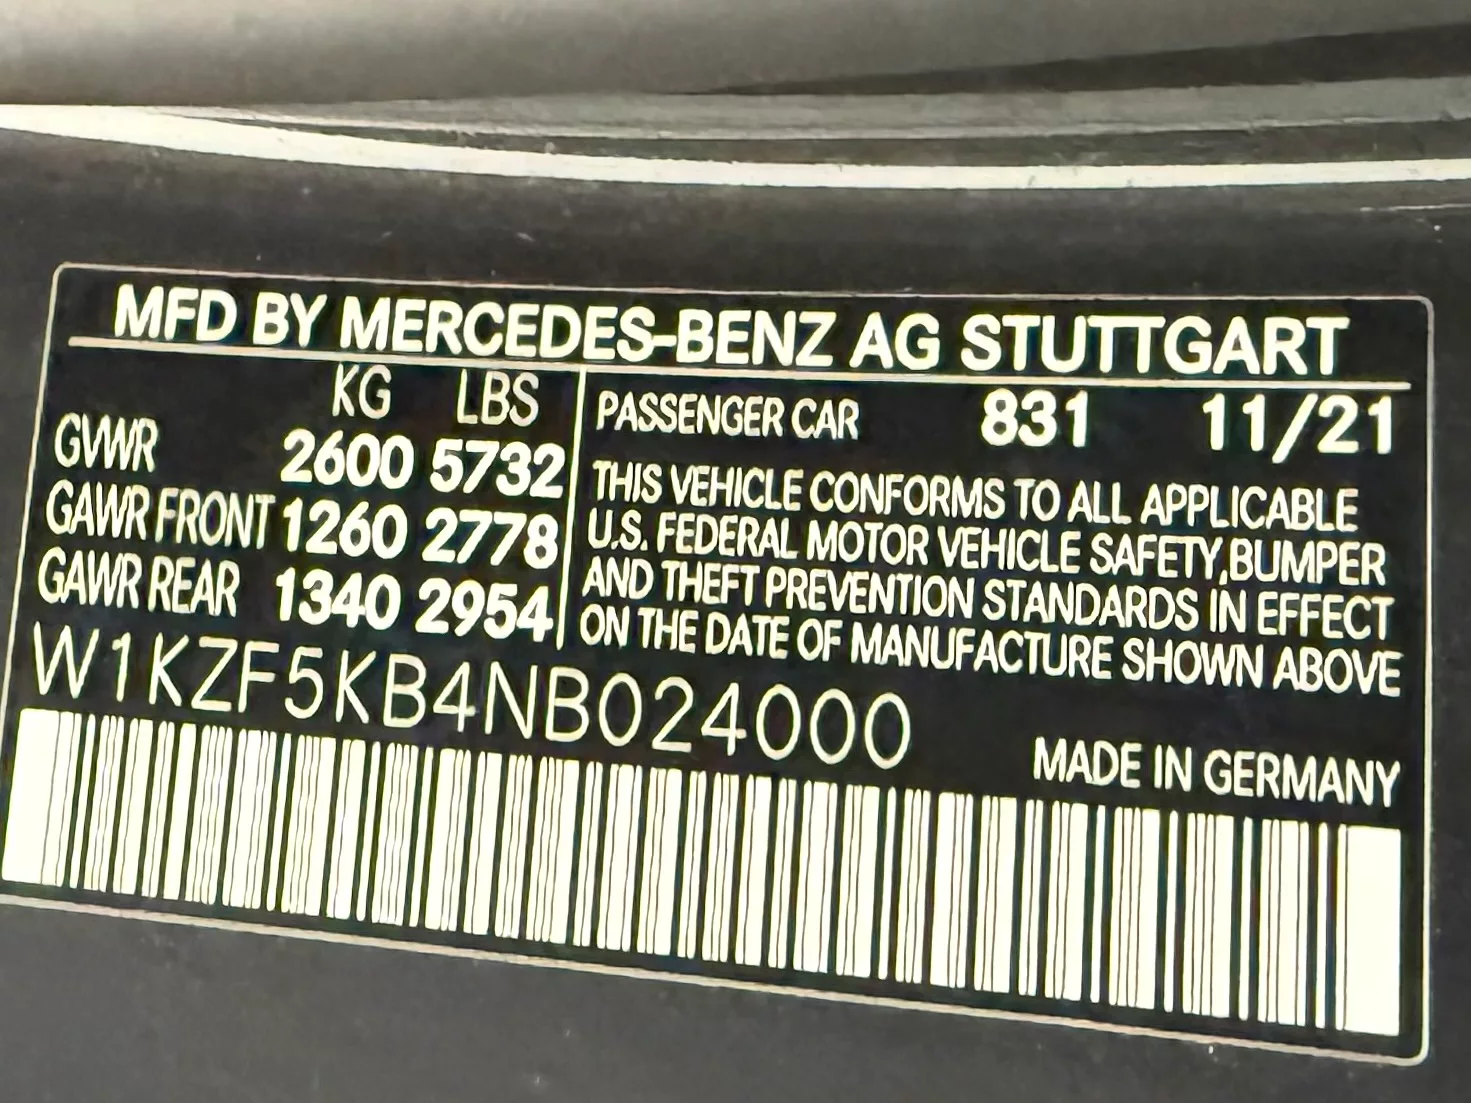 MFD BY MERCEDES-BENZ AG STUTTGART
KG LBS
GVWR 2600 5732
GAWR FRONT 1260 2778
GAWR REAR 1340 2954
PASSENGER CAR 831 11/21
THIS VEHICLE CONFORMS TO ALL APPLICABLE
U.S. FEDERAL MOTOR VEHICLE SAFETY,BUMPER
AND THEFT PREVENTION STANDARDS IN EFFECT
ON THE DATE OF MANUFACTURE SHOWN ABOVE
W1KZF5KB4NB024000
MADE IN GERMANY